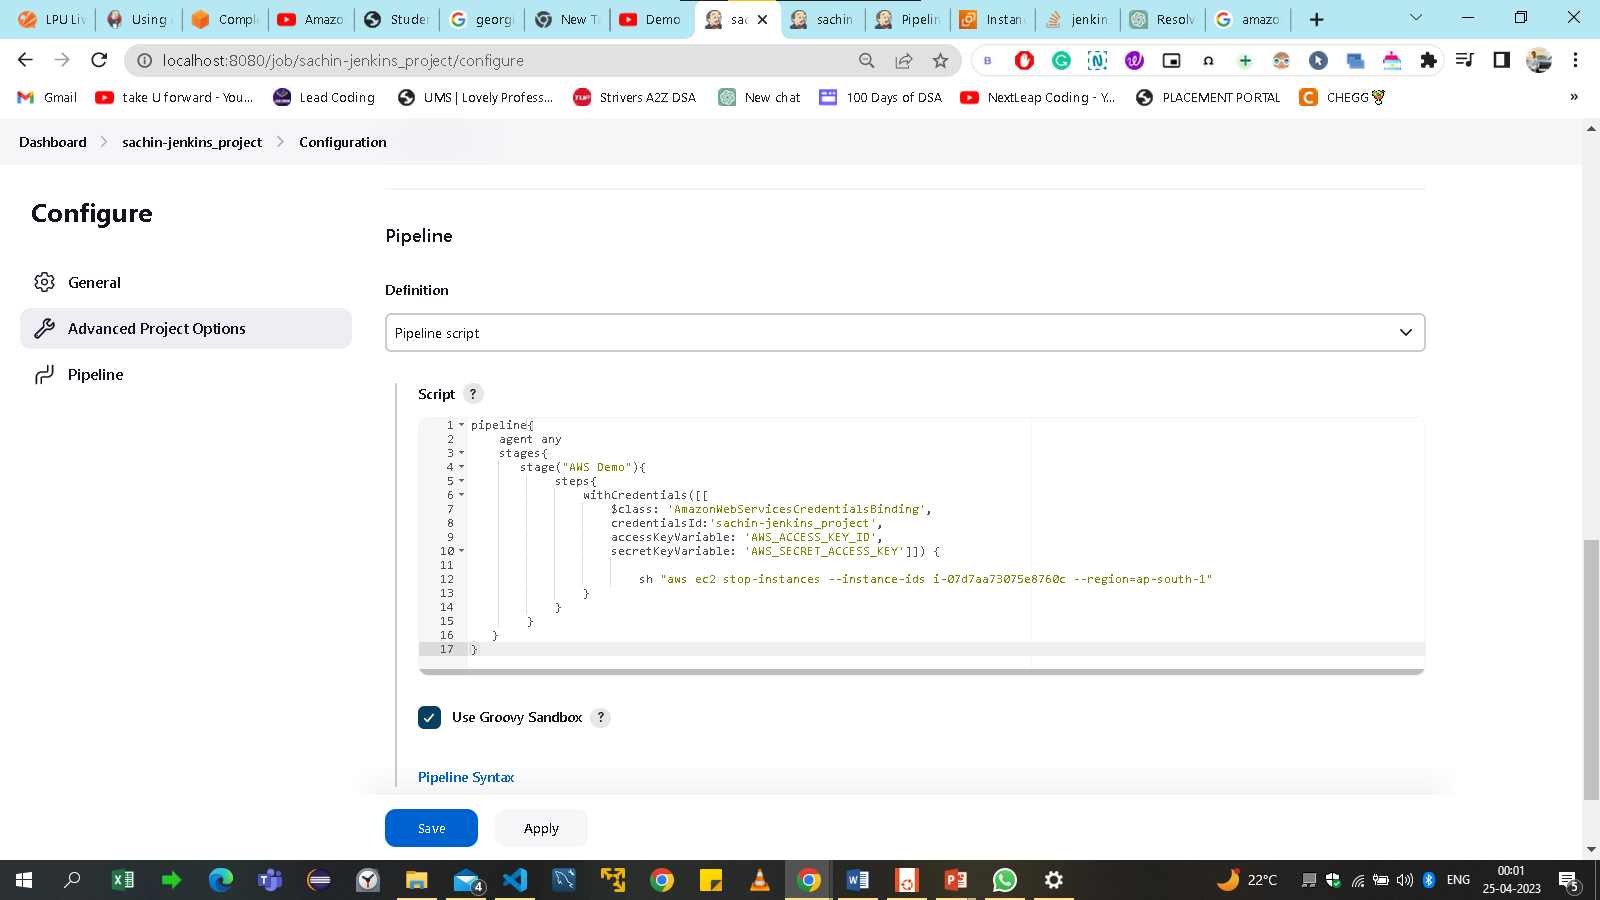 LPU Liv Using Compl Amazo Studer georgi New T Demo sac sachin Pipelin Instan jenkin Resolv amazo
localhost:8080/job/sachin-jenkins_project/configure
Gmail take U forward - You... Lead Coding UMS | Lovely Profess... Strivers A2Z DSA New chat 100 Days of DSA NextLeap Coding - Y... PLACEMENT PORTAL CHEGG »
Dashboard sachin-jenkins_project Configuration
Configure
General
Advanced Project Options
Pipeline
Pipeline
Definition
Pipeline script
Script ?
1 pipeline{
2 agent any
3 stages{
4 stage("AWS Demo"){
5 steps{
6 withCredentials([[
7 $class: 'AmazonWebServicesCredentialsBinding',
8 credentialsId:'sachin-jenkins_project',
9 accessKeyVariable: 'AWS_ACCESS_KEY_ID',
10 secretKeyVariable: 'AWS_SECRET_ACCESS_KEY']]) {
11
12 sh "aws ec2 stop-instances --instance-ids i-07d7aa73075e8760c --region=ap-south-1"
13 }
14 }
15 }
16 }
17 }
Use Groovy Sandbox ?
Pipeline Syntax
Save Apply
4 22°C ENG 00:01
25-04-2023 5